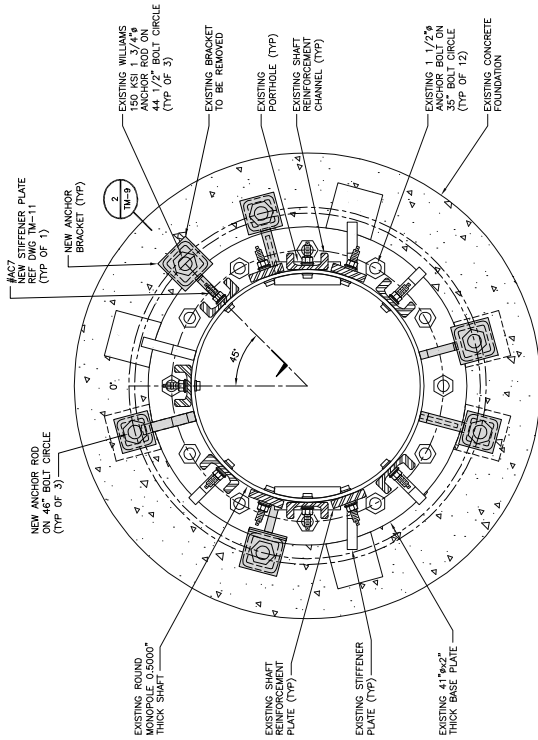 EXISTING WILLIAMS
150 KSI 1 3/4"ø
ANCHOR ROD ON
44 1/2" BOLT CIRCLE
(TYP OF 3)
EXISTING BRACKET
TO BE REMOVED
EXISTING
PORTHOLE (TYP)
EXISTING SHAFT
REINFORCEMENT
CHANNEL (TYP)
EXISTING 1 1/2"ø
ANCHOR BOLT ON
35" BOLT CIRCLE
(TYP OF 12)
EXISTING CONCRETE
FOUNDATION
#AC7
NEW STIFFENER PLATE
REF DWG TM-11
(TYP OF 1)
NEW ANCHOR
BRACKET (TYP)
2
TM-9
0°
45°
NEW ANCHOR ROD
ON 46" BOLT CIRCLE
(TYP OF 3)
EXISTING ROUND
MONOPOLE 0.5000"
THICK SHAFT
EXISTING SHAFT
REINFORCEMENT
PLATE (TYP)
EXISTING STIFFENER
PLATE (TYP)
EXISTING 41"øx2"
THICK BASE PLATE